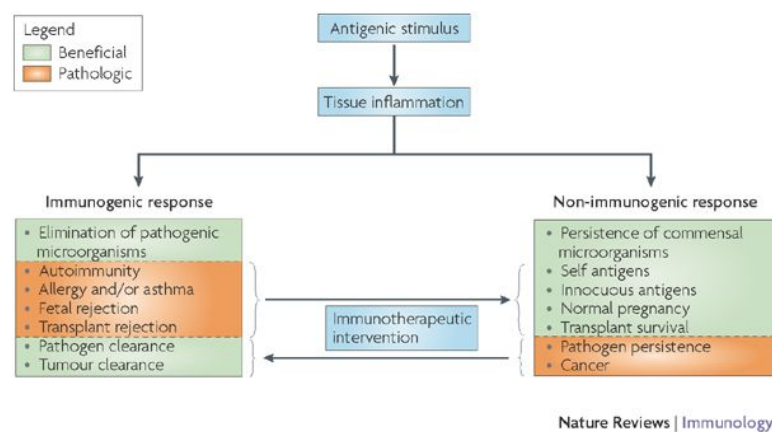 Legend
Beneficial
Pathologic
Antigenic stimulus
Tissue inflammation
Immunogenic response
• Elimination of pathogenic
microorganisms
• Autoimmunity
• Allergy and/or asthma
• Fetal rejection
• Transplant rejection
• Pathogen clearance
• Tumour clearance
Immunotherapeutic
intervention
Non-immunogenic response
• Persistence of commensal
microorganisms
• Self antigens
• Innocuous antigens
• Normal pregnancy
• Transplant survival
• Pathogen persistence
• Cancer
Nature Reviews | Immunology